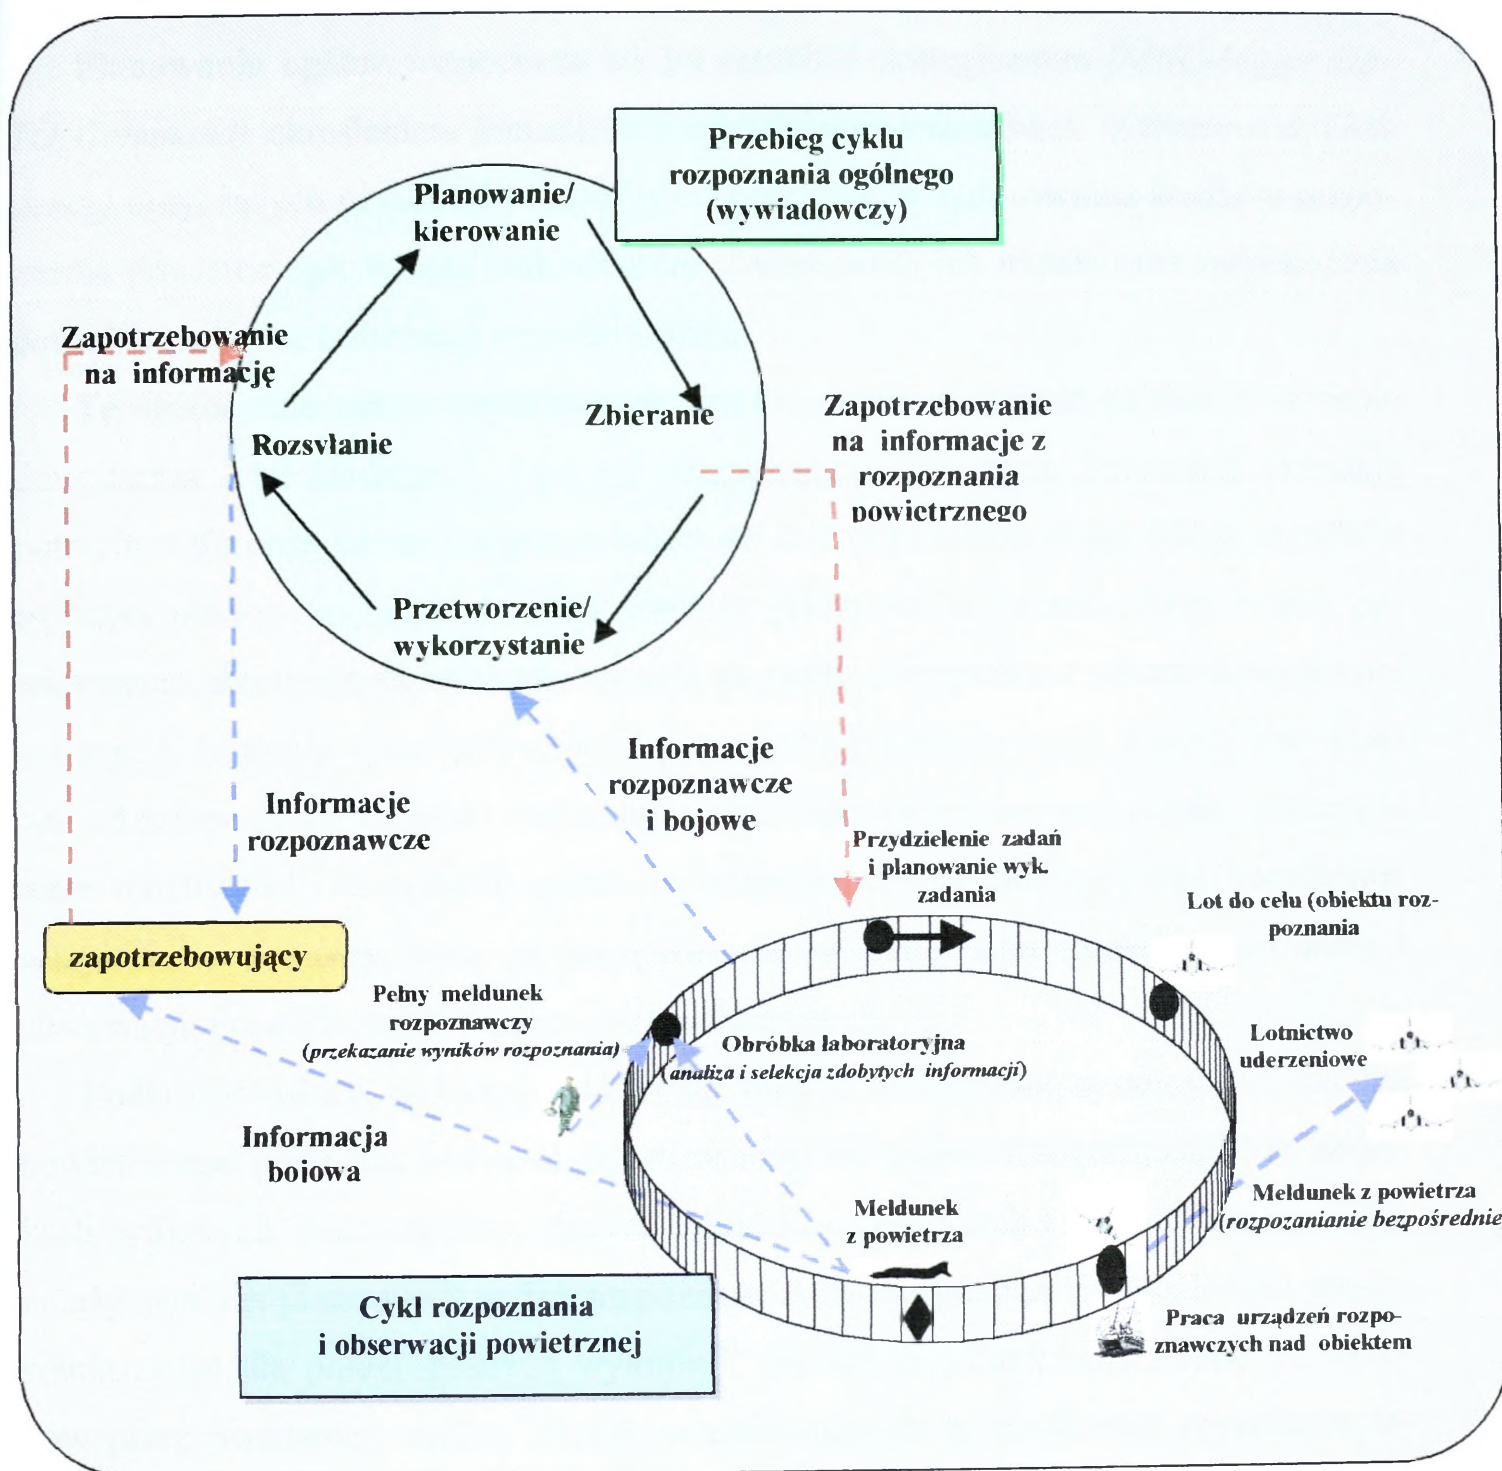 Przebieg cyklu
rozpoznania ogólnego
(wywiadowczy)
Planowanie/
kierowanie
Zapotrzebowanie
na informację
Zbieranie
Rozsyłanie
Zapotrzebowanie
na informacje z
rozpoznania
powietrznego
Przetworzenie/
wykorzystanie
Informacje
rozpoznawcze
i bojowe
Informacje
rozpoznawcze
Przydzielenie zadań
i planowanie wyk.
zadania
Lot do celu (obiektu roz-
poznania
zapotrzebowujący
Pełny meldunek
rozpoznawczy
(przekazanie wyników rozpoznania)
Obróbka laboratoryjna
(analiza i selekcja zdobytych informacji)
Lotnictwo
uderzeniowe
Informacja
bojowa
Meldunek
z powietrza
Meldunek z powietrza
(rozpozanianie bezpośrednie
Cykl rozpoznania
i obserwacji powietrznej
Praca urządzeń rozpo-
znawczych nad obiektem